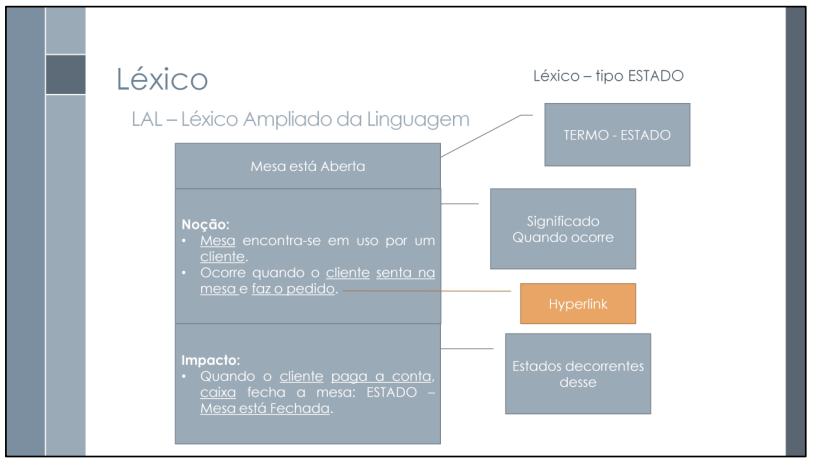 Léxico
Léxico – tipo ESTADO
LAL – Léxico Ampliado da Linguagem
TERMO - ESTADO
Mesa está Aberta
Noção:
• Mesa encontra-se em uso por um
cliente.
• Ocorre quando o cliente senta na
mesa e faz o pedido.
Significado
Quando ocorre
Hyperlink
Impacto:
• Quando o cliente paga a conta,
caixa fecha a mesa: ESTADO –
Mesa está Fechada.
Estados decorrentes
desse